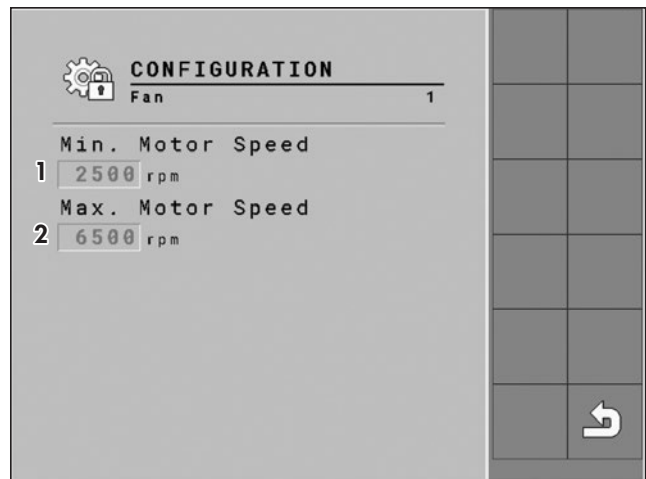 CONFIGURATION
Fan 1
Min. Motor Speed
1 2500 rpm
Max. Motor Speed
2 6500 rpm